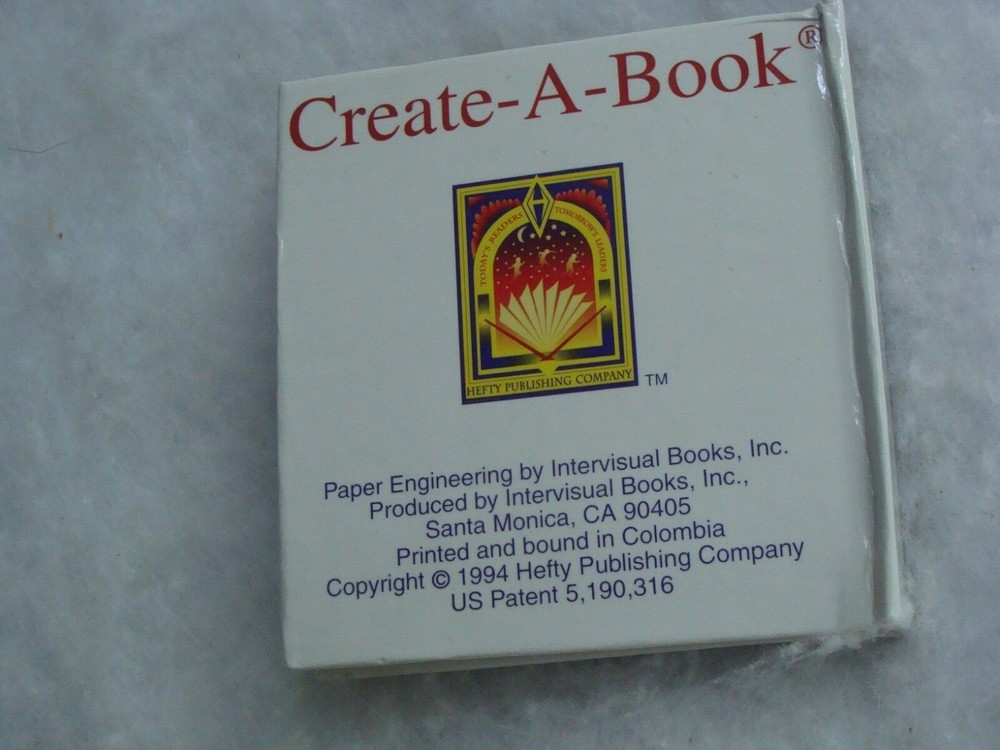 Create-A-Book®
TODAY'S READERS TOMORROW'S LEADERS
HEFTY PUBLISHING COMPANY
TM
Paper Engineering by Intervisual Books, Inc.
Produced by Intervisual Books, Inc.,
Santa Monica, CA 90405
Printed and bound in Colombia
Copyright © 1994 Hefty Publishing Company
US Patent 5,190,316